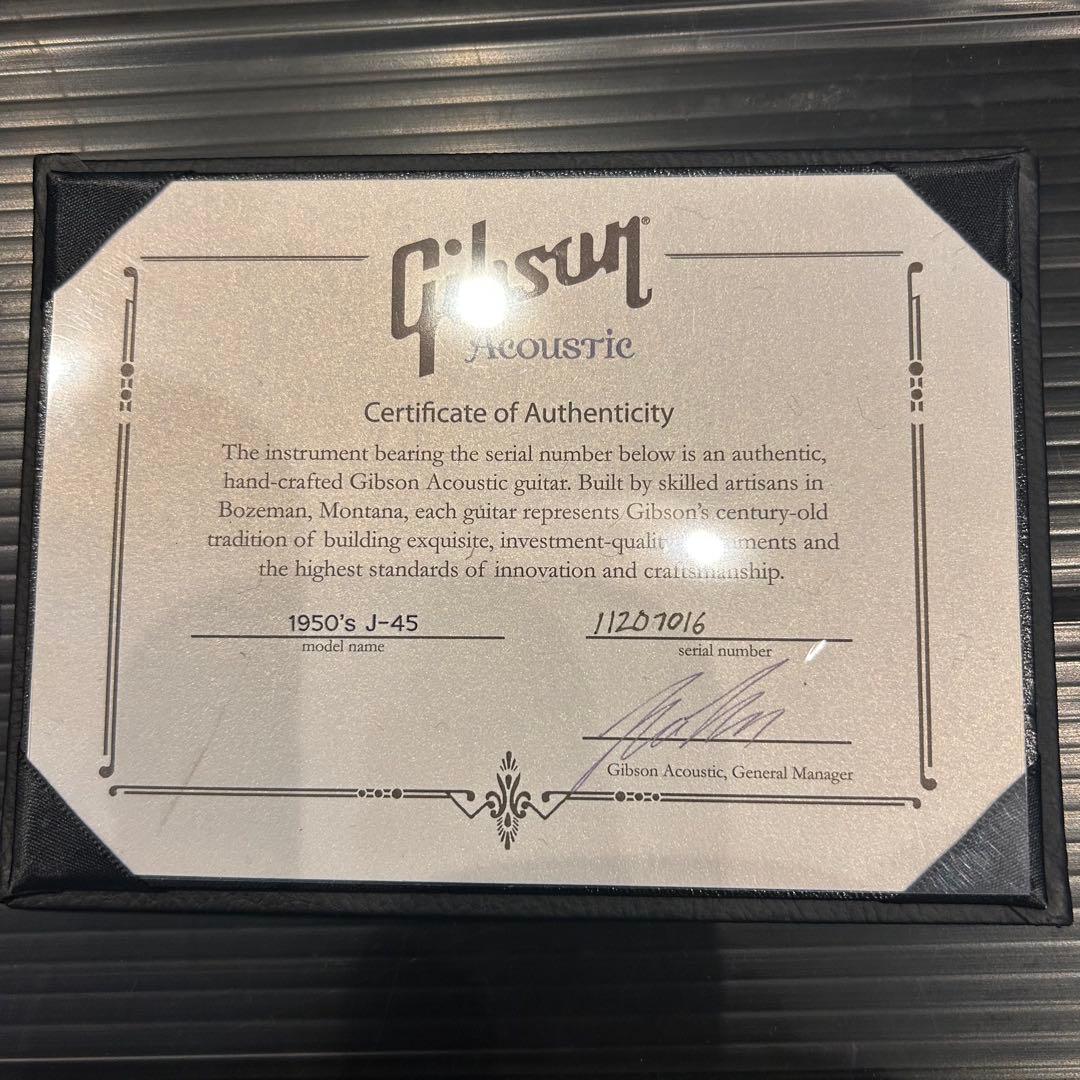 Gibson®
Acoustic
Certificate of Authenticity
The instrument bearing the serial number below is an authentic,
hand-crafted Gibson Acoustic guitar. Built by skilled artisans in
Bozeman, Montana, each guitar represents Gibson's century-old
tradition of building exquisite, investment-quality and
the highest standards of innovation and craftsmanship.
1950's J-45 11207016
model name serial number
Gibson Acoustic, General Manager